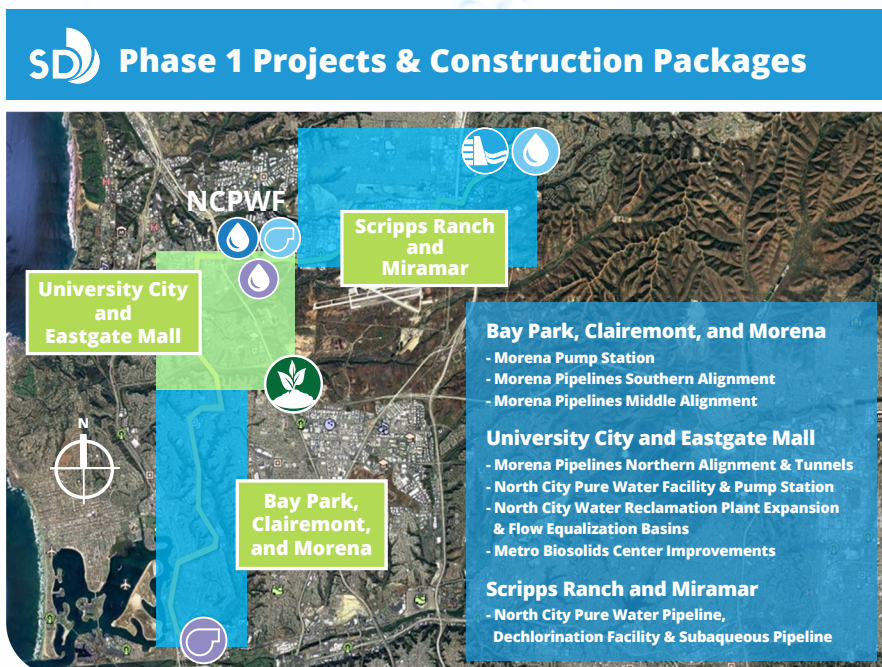 SD
Phase 1 Projects & Construction Packages
NCPWF
Scripps Ranch
and
Miramar
University City
and
Eastgate Mall
N
Bay Park,
Clairemont,
and Morena
Bay Park, Clairemont, and Morena
- Morena Pump Station
- Morena Pipelines Southern Alignment
- Morena Pipelines Middle Alignment
University City and Eastgate Mall
- Morena Pipelines Northern Alignment & Tunnels
- North City Pure Water Facility & Pump Station
- North City Water Reclamation Plant Expansion
& Flow Equalization Basins
- Metro Biosolids Center Improvements
Scripps Ranch and Miramar
- North City Pure Water Pipeline,
Dechlorination Facility & Subaqueous Pipeline